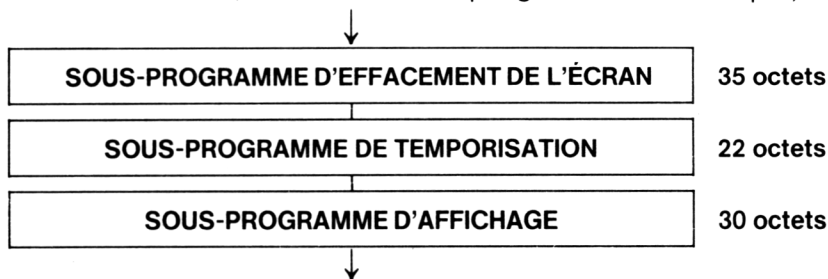 SOUS-PROGRAMME D'EFFACEMENT DE L'ÉCRAN 35 octets
SOUS-PROGRAMME DE TEMPORISATION 22 octets
SOUS-PROGRAMME D'AFFICHAGE 30 octets